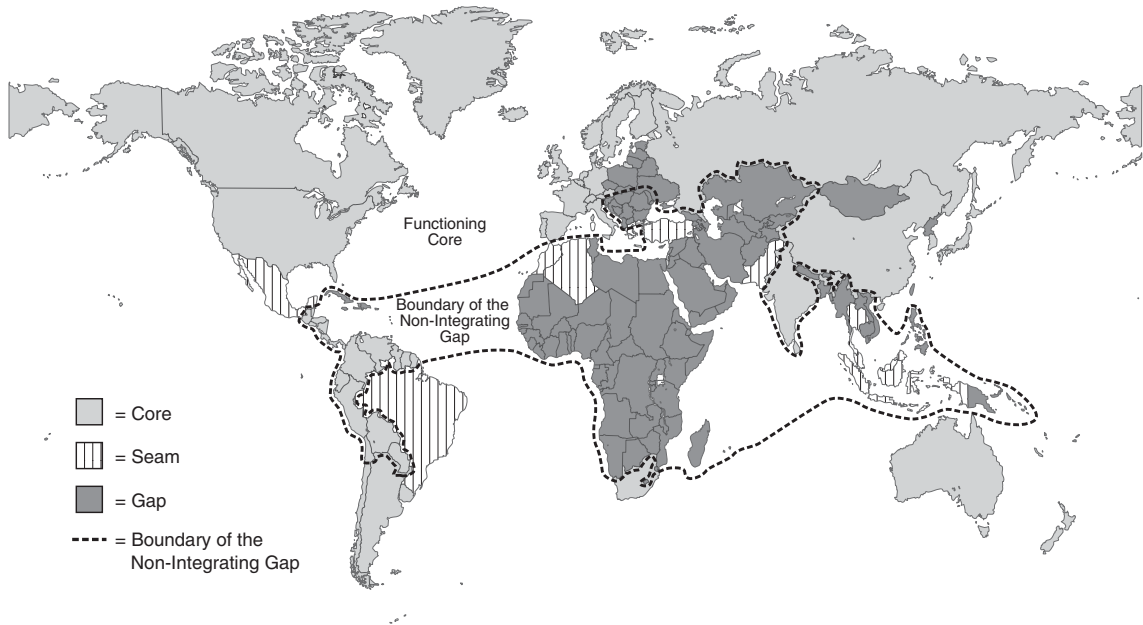 Functioning
Core
Boundary of the
Non-Integrating
Gap
= Core
= Seam
= Gap
= Boundary of the
Non-Integrating Gap